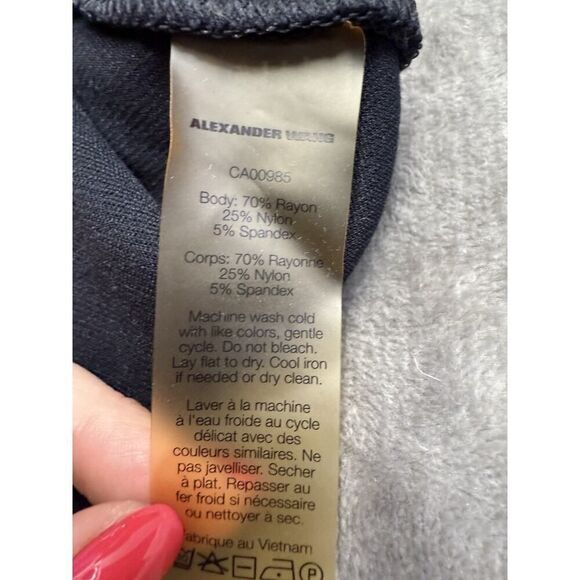 ALEXANDER WANG
CA00985
Body: 70% Rayon
25% Nylon
5% Spandex
Corps: 70% Rayonne
25% Nylon
5% Spandex
Machine wash cold
with like colors, gentle
cycle. Do not bleach.
Lay flat to dry. Cool iron
if needed or dry clean.
Laver à la machine
à l'eau froide au cycle
délicat avec des
couleurs similaires. Ne
pas javelliser. Secher
à plat. Repasser au
fer froid si nécessaire
ou nettoyer à sec.
Fabrique au Vietnam
P